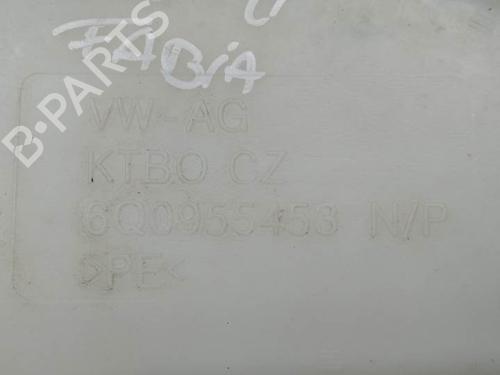 FABIA
B-PARTS
VW-AG
KTBO CZ
6Q0955453 N/P
>PE<